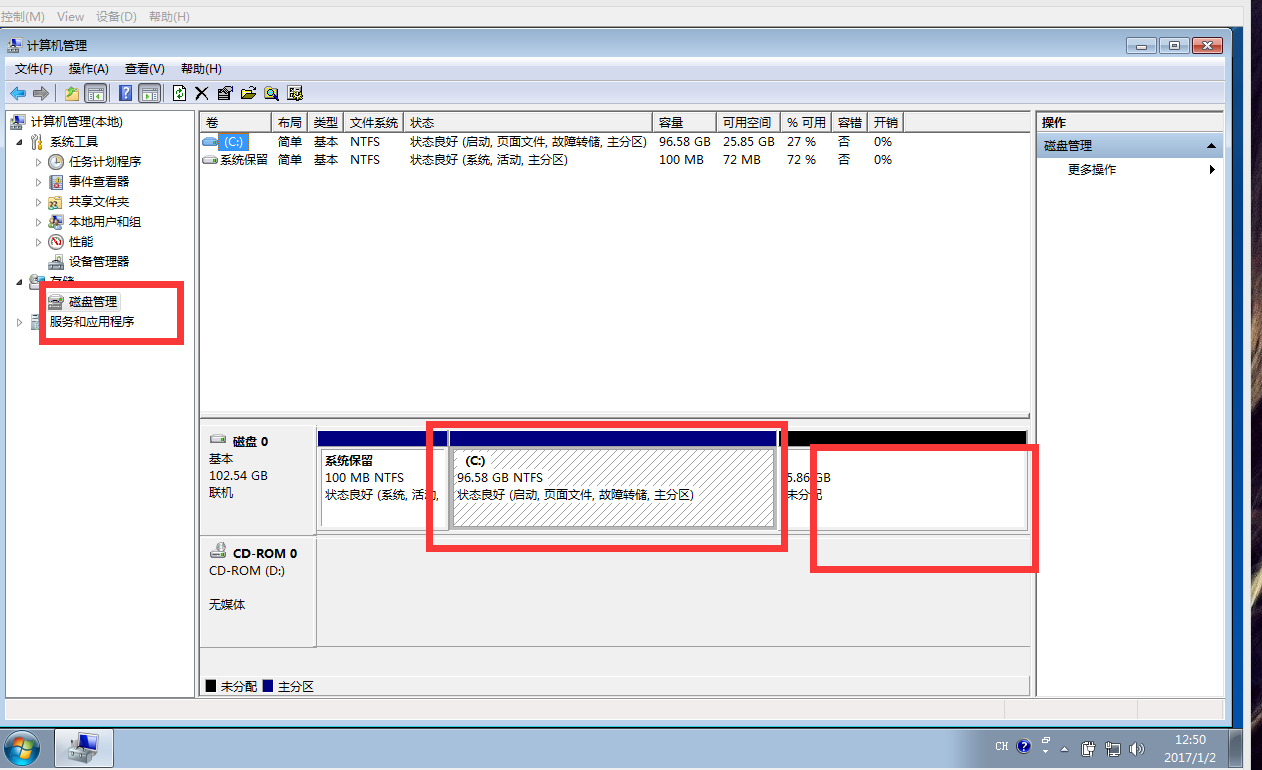 控制(M) View 设备(D) 帮助(H)
计算机管理
文件(F) 操作(A) 查看(V) 帮助(H)
计算机管理(本地)
系统工具
任务计划程序
事件查看器
共享文件夹
本地用户和组
性能
设备管理器
存储
磁盘管理
服务和应用程序
卷 布局 类型 文件系统 状态 容量 可用空间 % 可用 容错 开销
(C:) 简单 基本 NTFS 状态良好 (启动, 页面文件, 故障转储, 主分区) 96.58 GB 25.85 GB 27 % 否 0%
系统保留 简单 基本 NTFS 状态良好 (系统, 活动, 主分区) 100 MB 72 MB 72 % 否 0%
操作
磁盘管理
更多操作
磁盘 0
基本
102.54 GB
联机
系统保留
100 MB NTFS
状态良好 (系统, 活动,
(C:)
96.58 GB NTFS
状态良好 (启动, 页面文件, 故障转储, 主分区)
5.86 GB
未分配
CD-ROM 0
CD-ROM (D:)
无媒体
未分配 主分区
CH
12:50
2017/1/2